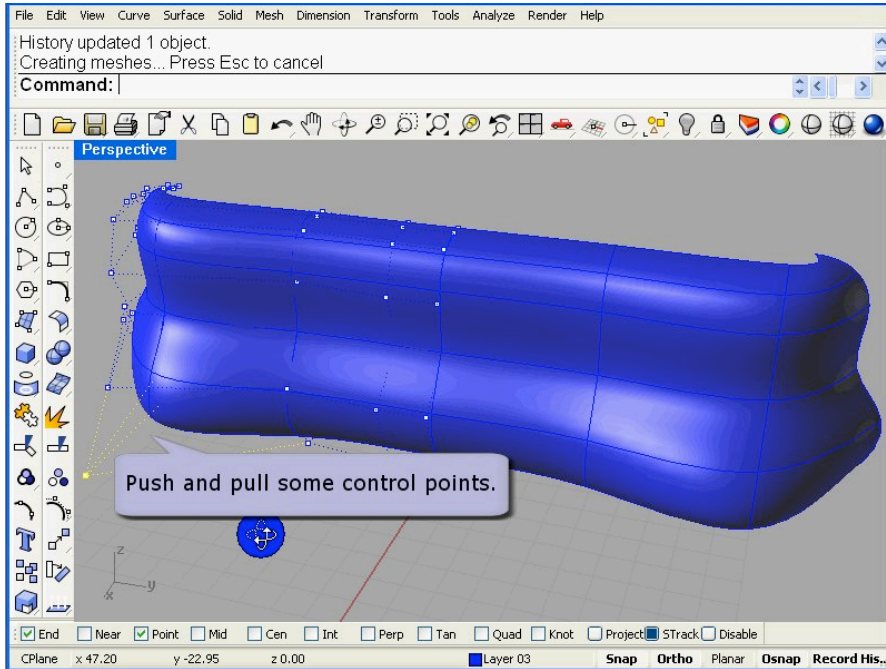 File Edit View Curve Surface Solid Mesh Dimension Transform Tools Analyze Render Help
History updated 1 object.
Creating meshes... Press Esc to cancel
Command:
Perspective
Push and pull some control points.
z
y
x
End Near Point Mid Cen Int Perp Tan Quad Knot Project STrack Disable
CPlane x 47.20 y -22.95 z 0.00 Layer 03 Snap Ortho Planar Osnap Record His...